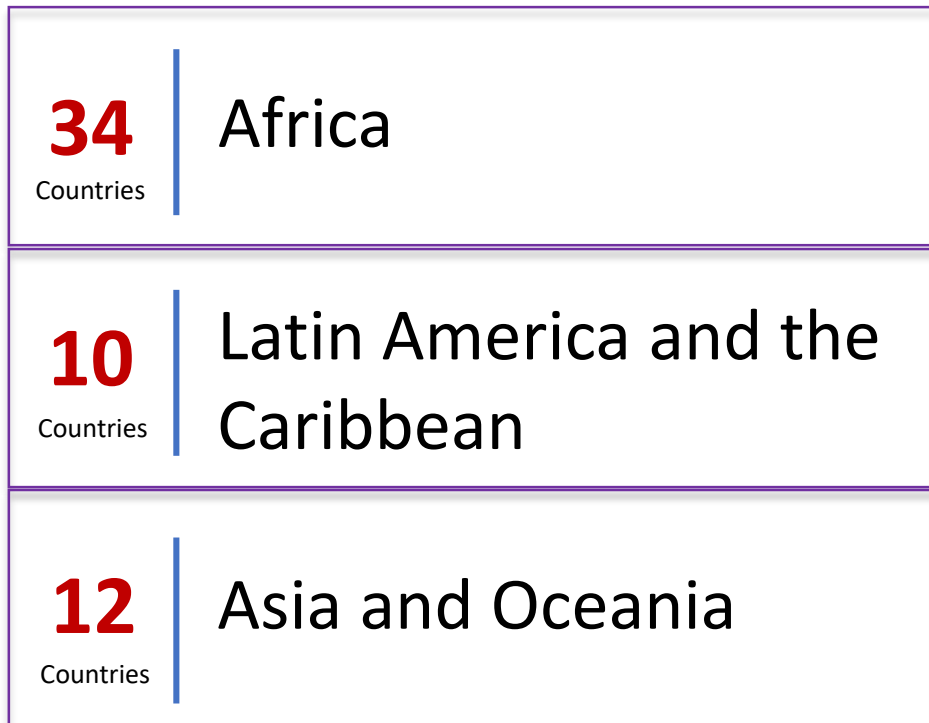 34
Countries
Africa
10
Countries
Latin America and the
Caribbean
12
Countries
Asia and Oceania